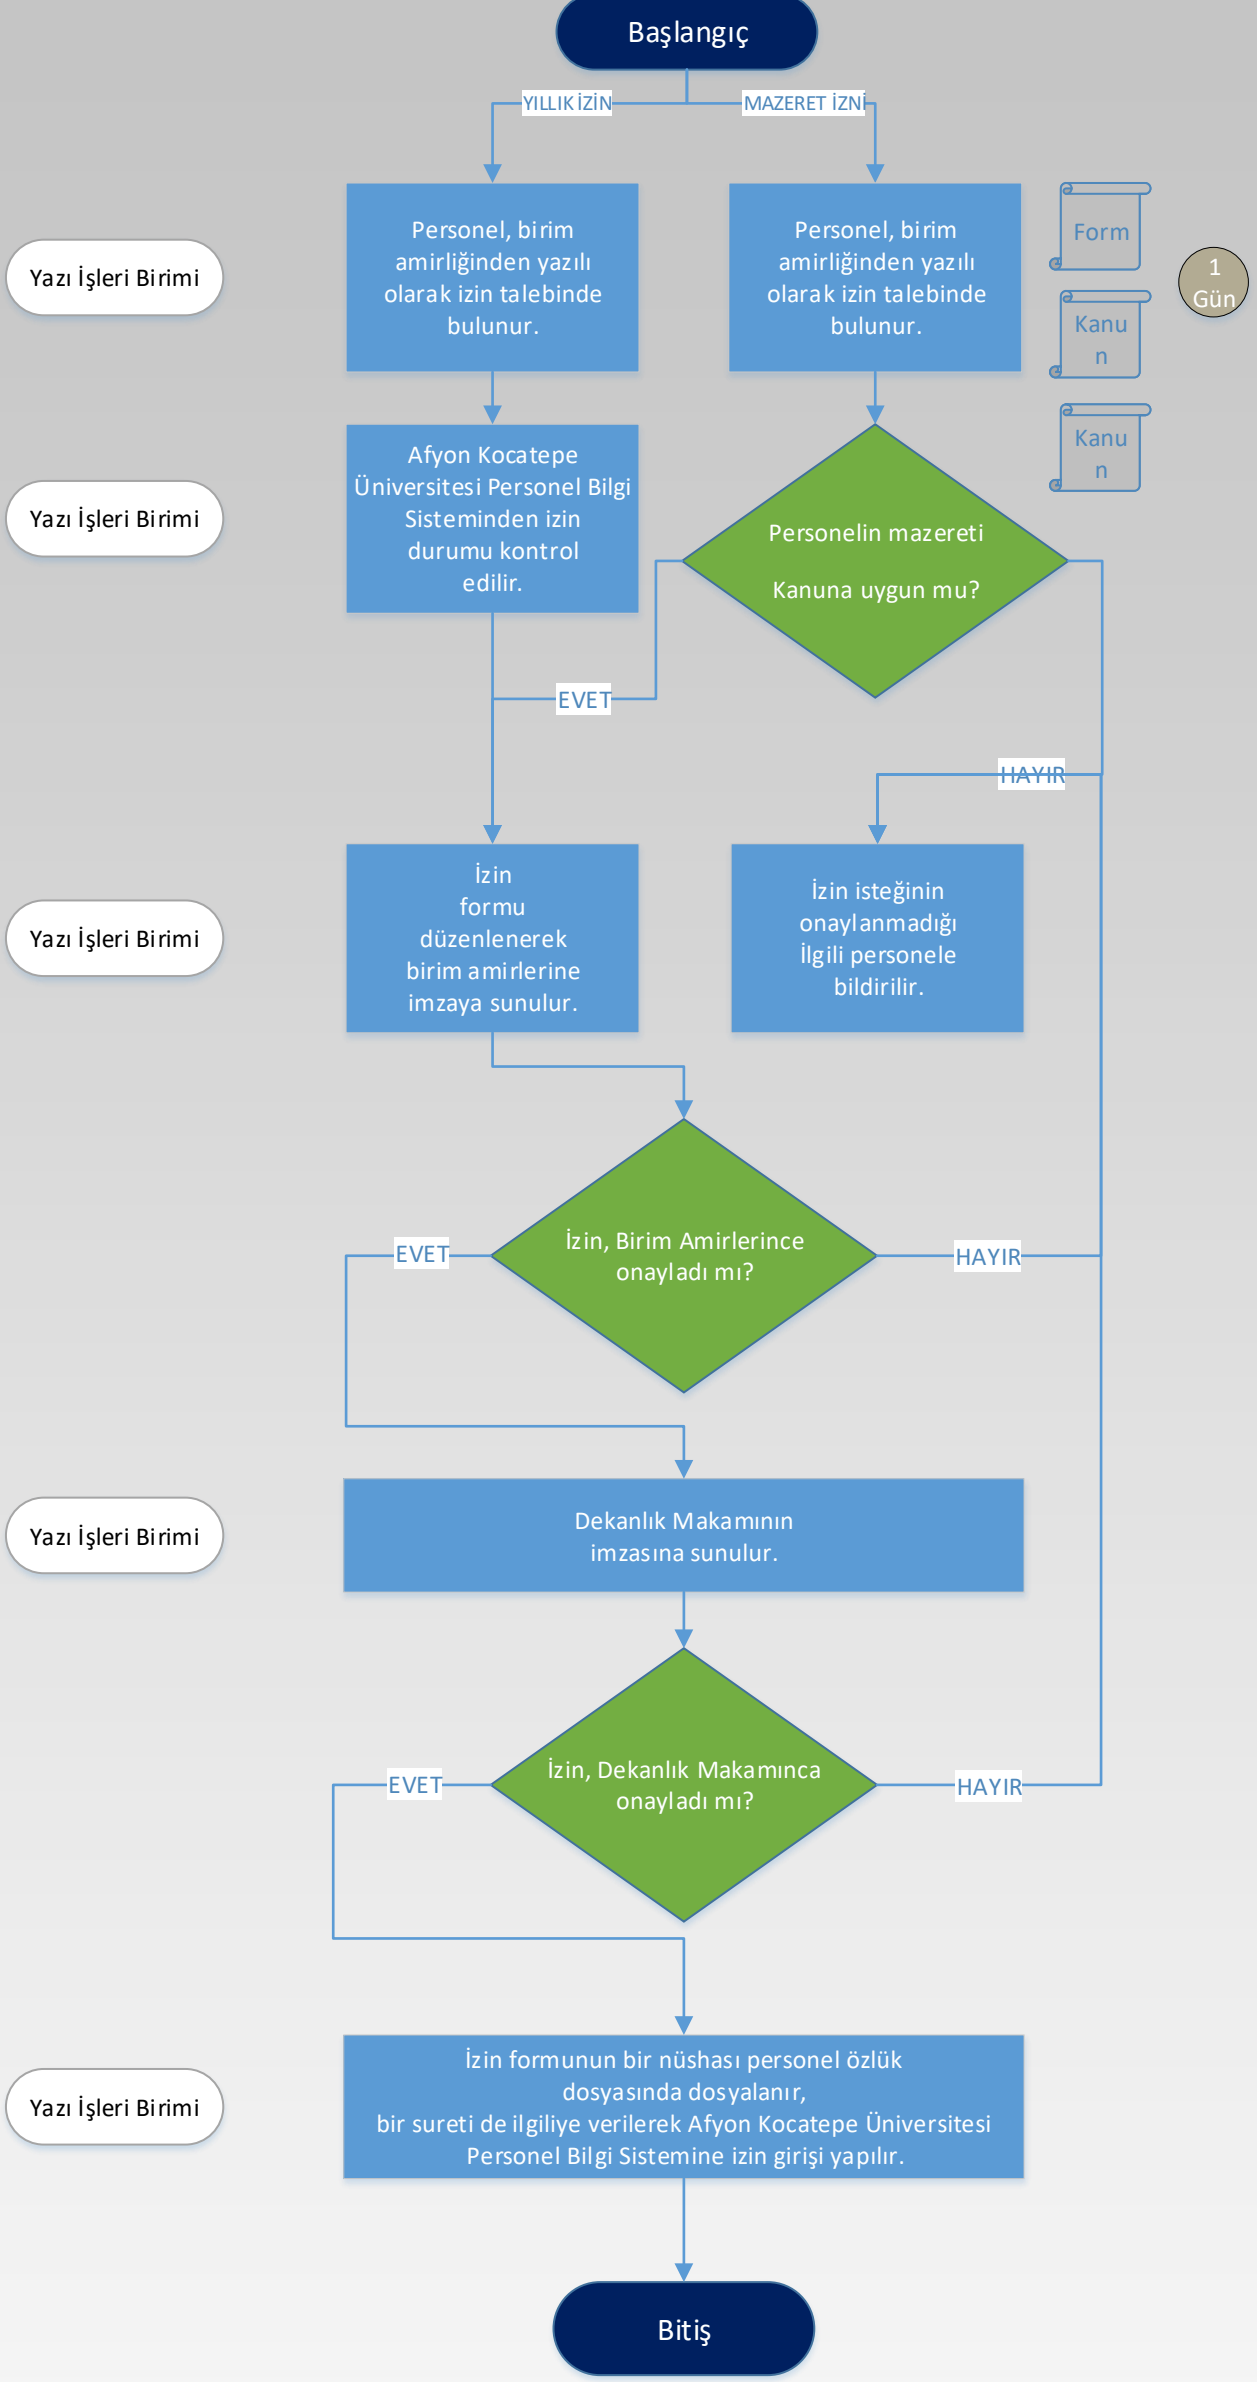 Başlangıç
YILLIK İZİN
MAZERET İZNİ
Yazı İşleri Birimi
Personel, birim
amirliğinden yazılı
olarak izin talebinde
bulunur.
Personel, birim
amirliğinden yazılı
olarak izin talebinde
bulunur.
Form
1
Gün
Kanu
n
Kanu
n
Yazı İşleri Birimi
Afyon Kocatepe
Üniversitesi Personel Bilgi
Sisteminden izin
durumu kontrol
edilir.
Personelin mazereti
Kanuna uygun mu?
EVET
HAYIR
Yazı İşleri Birimi
İzin
formu
düzenlenerek
birim amirlerine
imzaya sunulur.
İzin isteğinin
onaylanmadığı
İlgili personele
bildirilir.
İzin, Birim Amirlerince
onayladı mı?
EVET
HAYIR
Yazı İşleri Birimi
Dekanlık Makamının
imzasına sunulur.
İzin, Dekanlık Makamınca
onayladı mı?
EVET
HAYIR
Yazı İşleri Birimi
İzin formunun bir nüshası personel özlük
dosyasında dosyalanır,
bir sureti de ilgiliye verilerek Afyon Kocatepe Üniversitesi
Personel Bilgi Sistemine izin girişi yapılır.
Bitiş